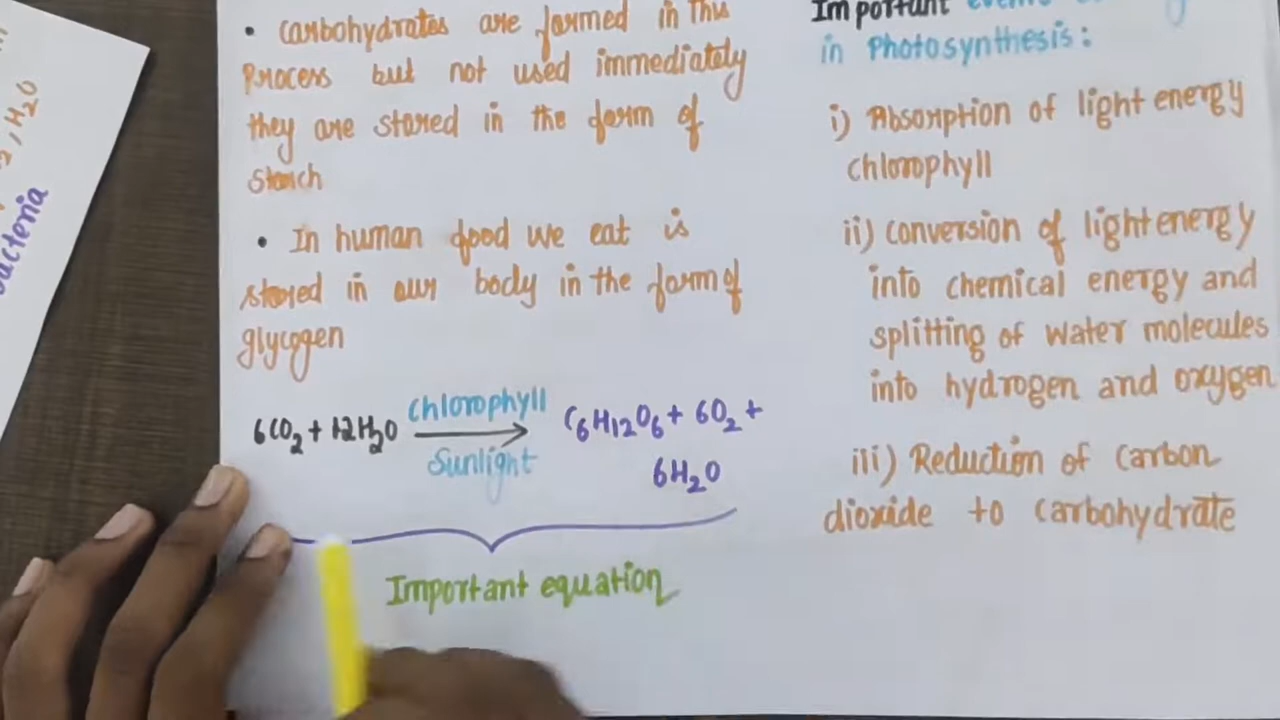 , H₂O
bacteria
• Carbohydrates are formed in this
Process but not used immediately
they are stored in the form of
Starch
• In human food we eat is
stored in our body in the form of
glycogen
6CO₂ + 12H₂O chlorophyll → Sunlight C₆H₁₂O₆ + 6O₂ +
6H₂O
Important equation
Important
in Photosynthesis:
i) Absorption of light energy
chlorophyll
ii) conversion of light energy
into chemical energy and
splitting of water molecules
into hydrogen and oxygen
iii) Reduction of carbon
dioxide to carbohydrate